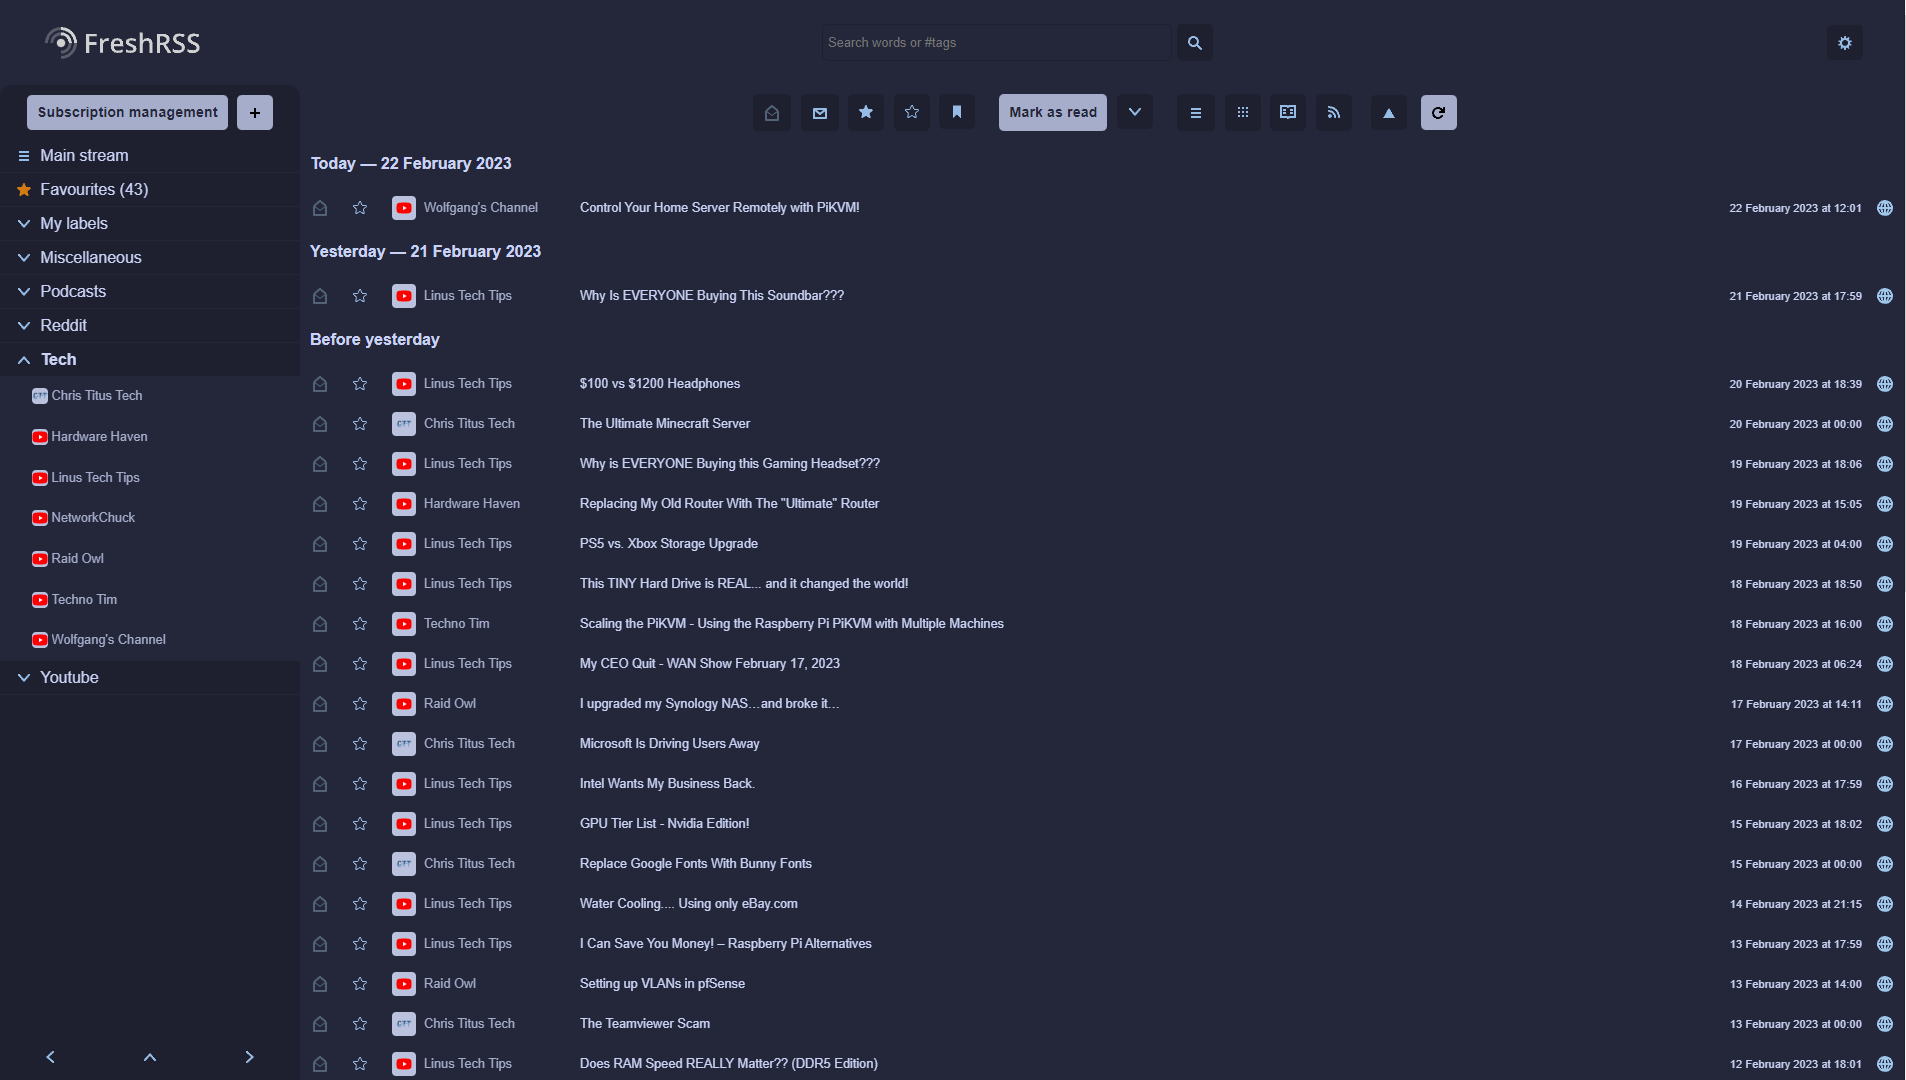 FreshRSS
Search words or #tags
Subscription management
+
Mark as read
Main stream
Favourites (43)
My labels
Miscellaneous
Podcasts
Reddit
Tech
Chris Titus Tech
Hardware Haven
Linus Tech Tips
NetworkChuck
Raid Owl
Techno Tim
Wolfgang's Channel
Youtube
Today — 22 February 2023
Wolfgang's Channel Control Your Home Server Remotely with PiKVM! 22 February 2023 at 12:01
Yesterday — 21 February 2023
Linus Tech Tips Why Is EVERYONE Buying This Soundbar??? 21 February 2023 at 17:59
Before yesterday
Linus Tech Tips $100 vs $1200 Headphones 20 February 2023 at 18:39
Chris Titus Tech The Ultimate Minecraft Server 20 February 2023 at 00:00
Linus Tech Tips Why is EVERYONE Buying this Gaming Headset??? 19 February 2023 at 18:06
Hardware Haven Replacing My Old Router With The "Ultimate" Router 19 February 2023 at 15:05
Linus Tech Tips PS5 vs. Xbox Storage Upgrade 19 February 2023 at 04:00
Linus Tech Tips This TINY Hard Drive is REAL... and it changed the world! 18 February 2023 at 18:50
Techno Tim Scaling the PiKVM - Using the Raspberry Pi PiKVM with Multiple Machines 18 February 2023 at 16:00
Linus Tech Tips My CEO Quit - WAN Show February 17, 2023 18 February 2023 at 06:24
Raid Owl I upgraded my Synology NAS…and broke it… 17 February 2023 at 14:11
Chris Titus Tech Microsoft Is Driving Users Away 17 February 2023 at 00:00
Linus Tech Tips Intel Wants My Business Back. 16 February 2023 at 17:59
Linus Tech Tips GPU Tier List - Nvidia Edition! 15 February 2023 at 18:02
Chris Titus Tech Replace Google Fonts With Bunny Fonts 15 February 2023 at 00:00
Linus Tech Tips Water Cooling.... Using only eBay.com 14 February 2023 at 21:15
Linus Tech Tips I Can Save You Money! – Raspberry Pi Alternatives 13 February 2023 at 17:59
Raid Owl Setting up VLANs in pfSense 13 February 2023 at 14:00
Chris Titus Tech The Teamviewer Scam 13 February 2023 at 00:00
Linus Tech Tips Does RAM Speed REALLY Matter?? (DDR5 Edition) 12 February 2023 at 18:01